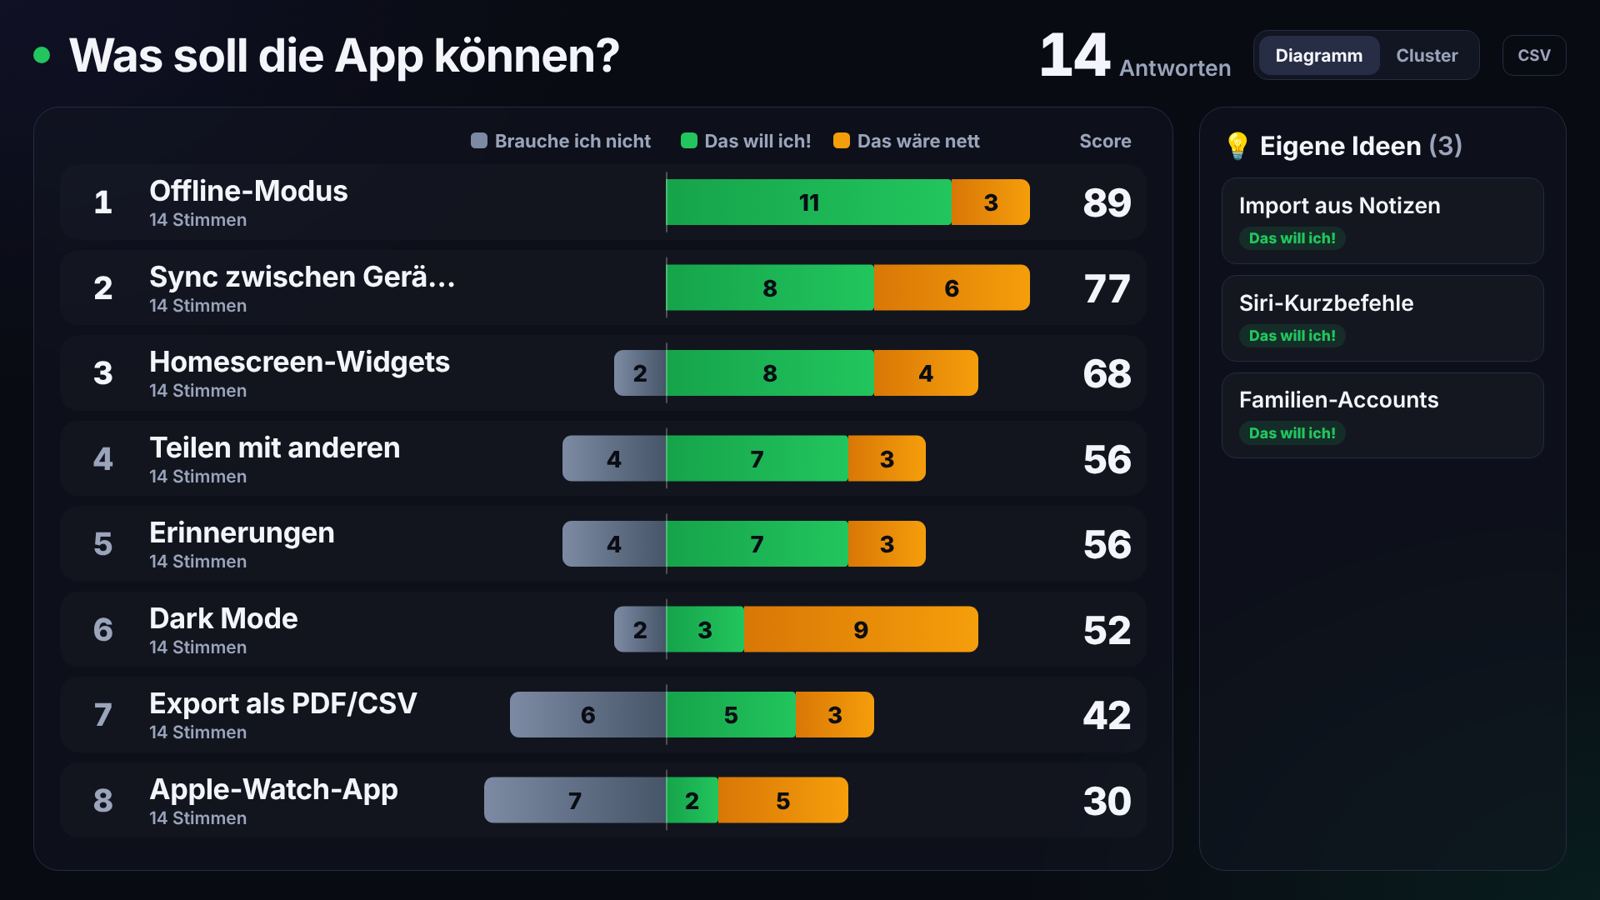 Was soll die App können?
14 Antworten
Diagramm
Cluster
CSV
Brauche ich nicht
Das will ich!
Das wäre nett
Score
1
Offline-Modus
14 Stimmen
11
3
89
2
Sync zwischen Gerä...
14 Stimmen
8
6
77
3
Homescreen-Widgets
14 Stimmen
2
8
4
68
4
Teilen mit anderen
14 Stimmen
4
7
3
56
5
Erinnerungen
14 Stimmen
4
7
3
56
6
Dark Mode
14 Stimmen
2
3
9
52
7
Export als PDF/CSV
14 Stimmen
6
5
3
42
8
Apple-Watch-App
14 Stimmen
7
2
5
30
Eigene Ideen (3)
Import aus Notizen
Das will ich!
Siri-Kurzbefehle
Das will ich!
Familien-Accounts
Das will ich!